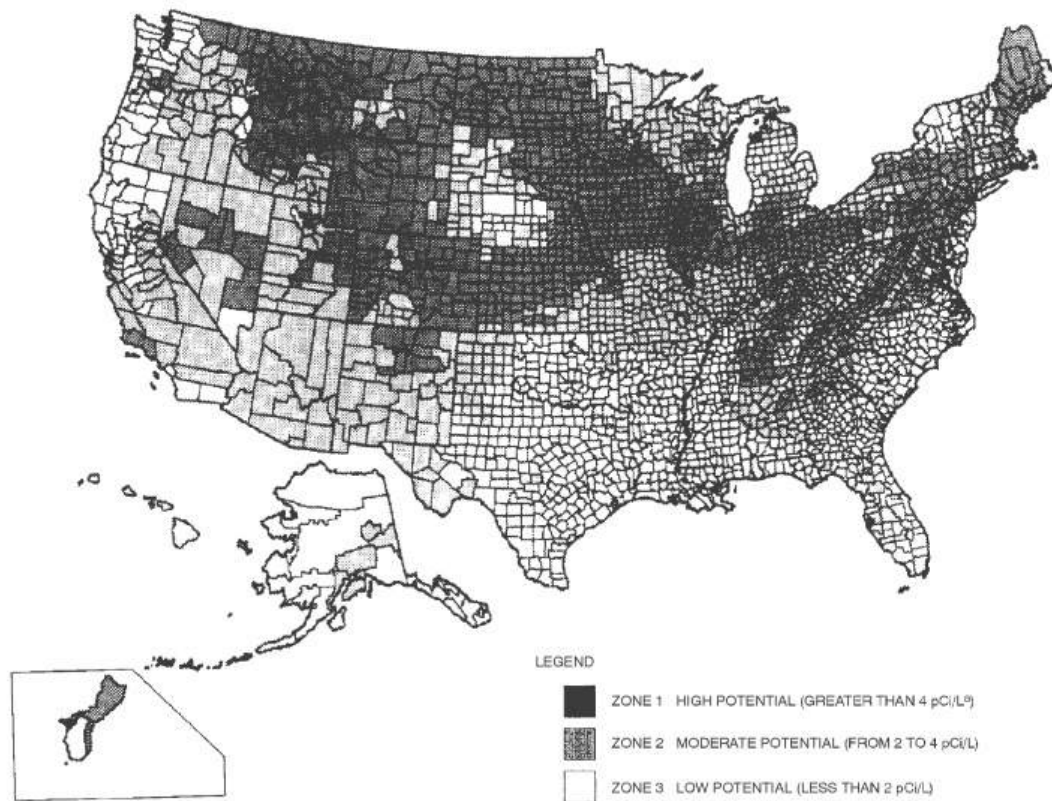 LEGEND
ZONE 1 HIGH POTENTIAL (GREATER THAN 4 pCi/Lª)
ZONE 2 MODERATE POTENTIAL (FROM 2 TO 4 pCi/L)
ZONE 3 LOW POTENTIAL (LESS THAN 2 pCi/L)